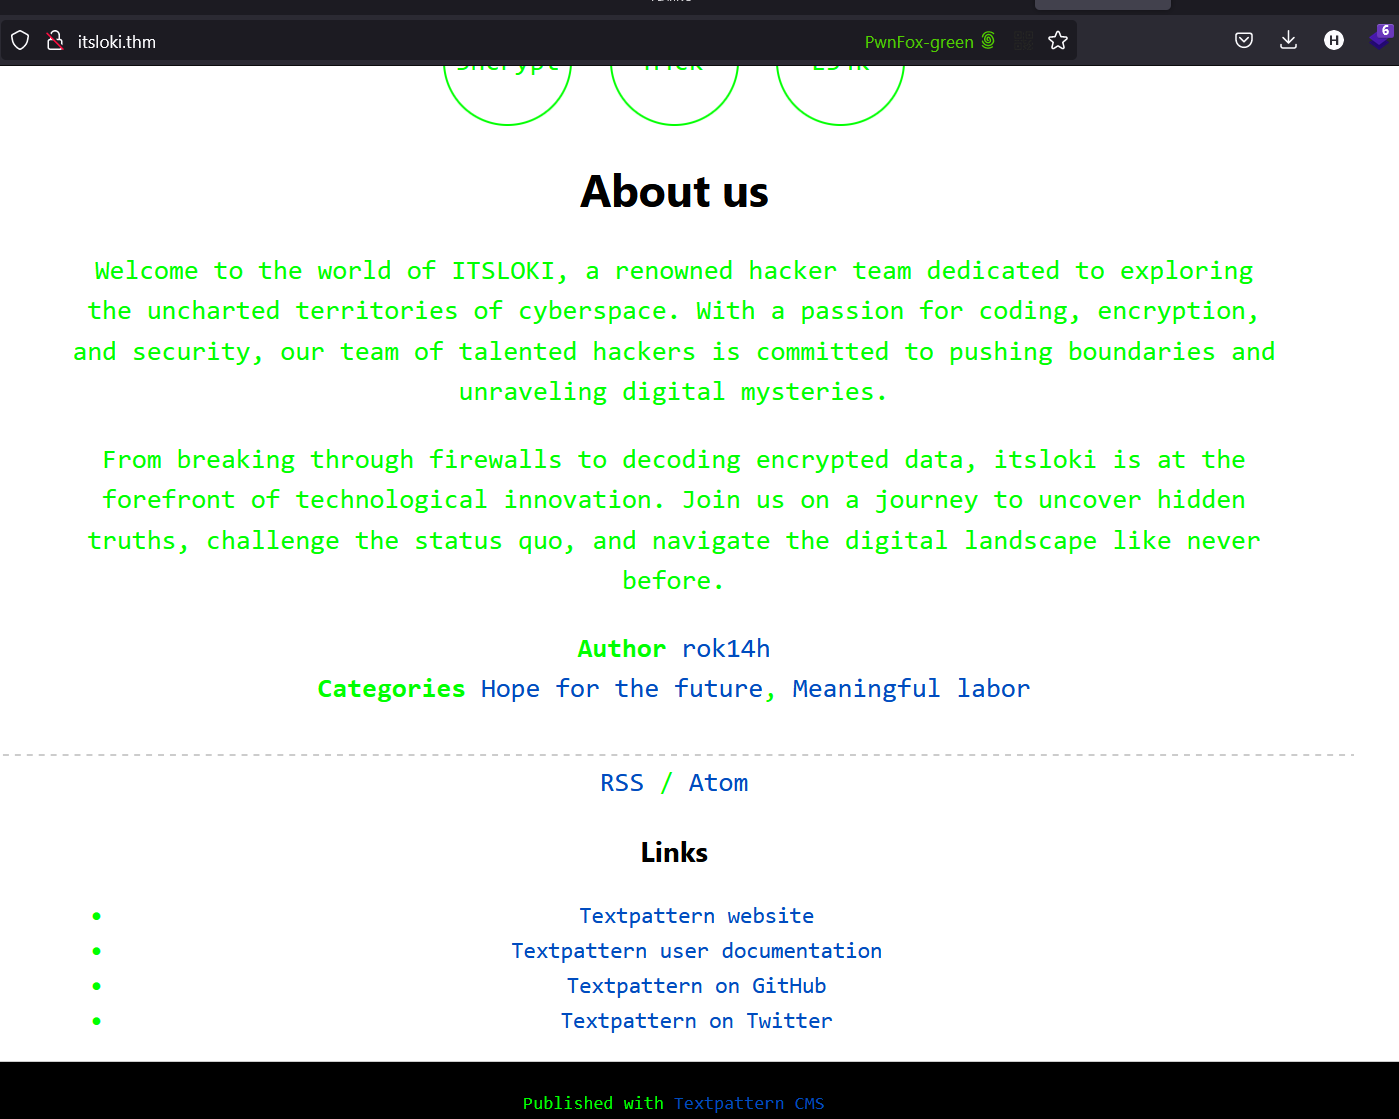 itsloki.thm
PwnFox-green
H
6
About us
Welcome to the world of ITSLOKI, a renowned hacker team dedicated to exploring
the uncharted territories of cyberspace. With a passion for coding, encryption,
and security, our team of talented hackers is committed to pushing boundaries and
unraveling digital mysteries.
From breaking through firewalls to decoding encrypted data, itsloki is at the
forefront of technological innovation. Join us on a journey to uncover hidden
truths, challenge the status quo, and navigate the digital landscape like never
before.
Author rok14h
Categories Hope for the future, Meaningful labor
RSS / Atom
Links
Textpattern website
Textpattern user documentation
Textpattern on GitHub
Textpattern on Twitter
Published with Textpattern CMS